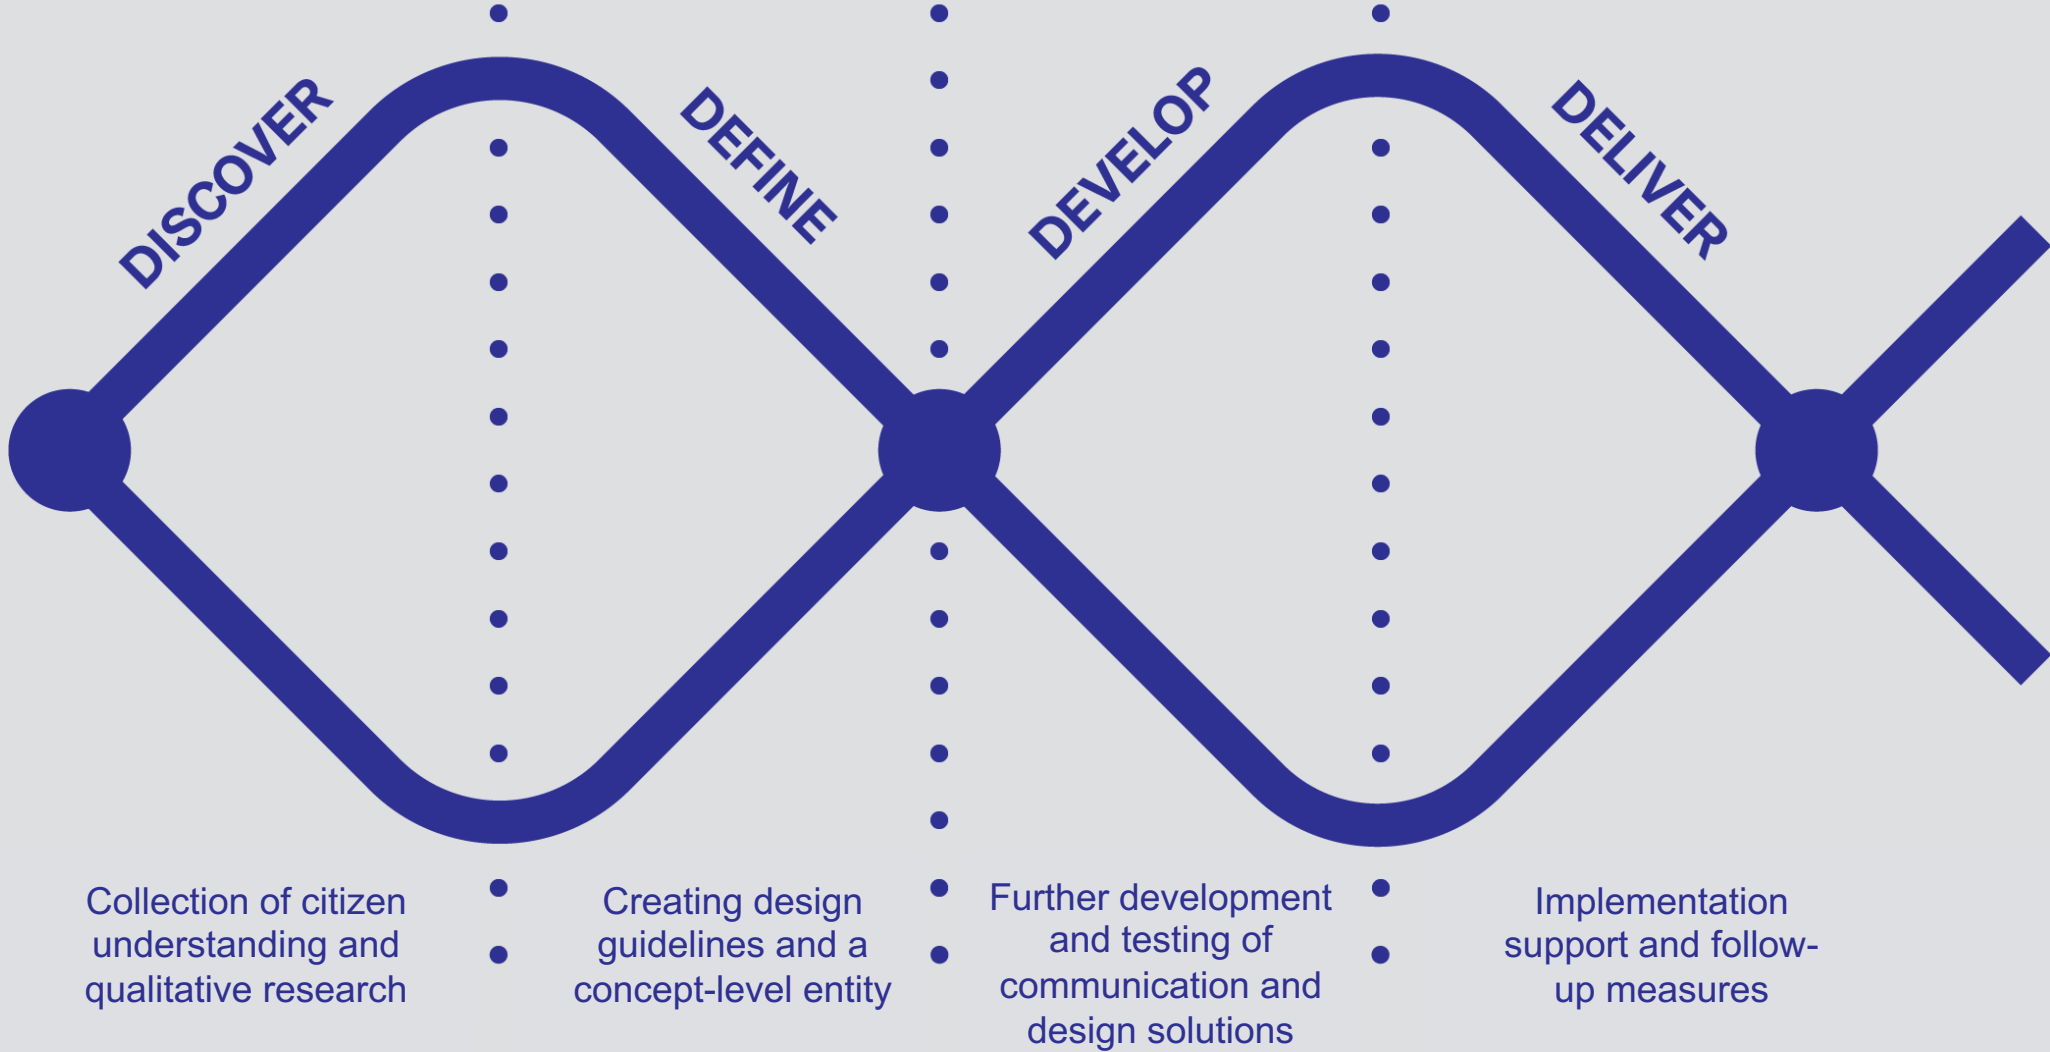 DISCOVER
DEFINE
DEVELOP
DELIVER
Collection of citizen
understanding and
qualitative research
Creating design
guidelines and a
concept-level entity
Further development
and testing of
communication and
design solutions
Implementation
support and follow-
up measures